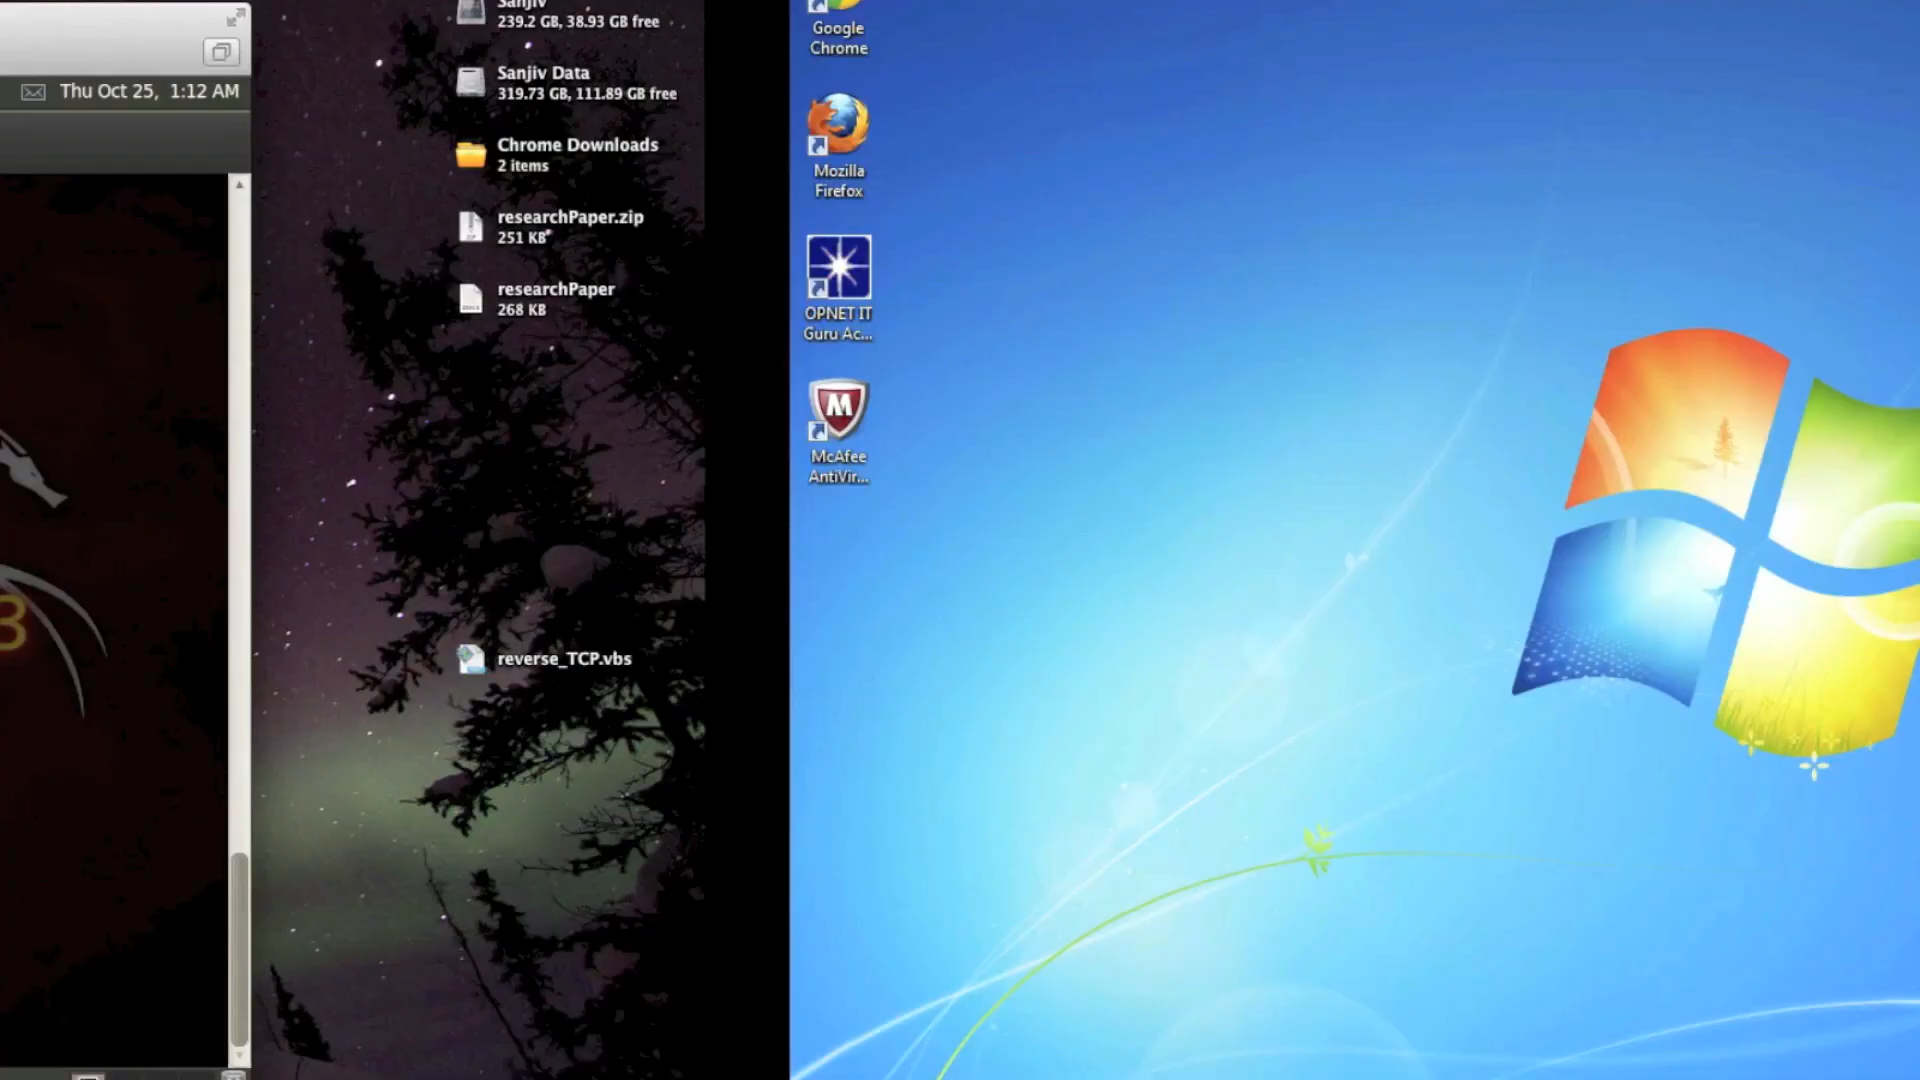 Thu Oct 25, 1:12 AM
3
Sanjiv
239.2 GB, 38.93 GB free
Sanjiv Data
319.73 GB, 111.89 GB free
Chrome Downloads
2 items
researchPaper.zip
251 KB
researchPaper
268 KB
reverse_TCP.vbs
Google
Chrome
Mozilla
Firefox
OPNET IT
Guru Ac...
M
McAfee
AntiVir...